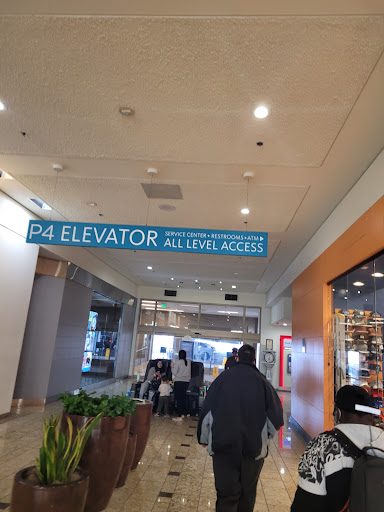 P4 ELEVATOR
SERVICE CENTER • RESTROOMS • ATM ▶
ALL LEVEL ACCESS